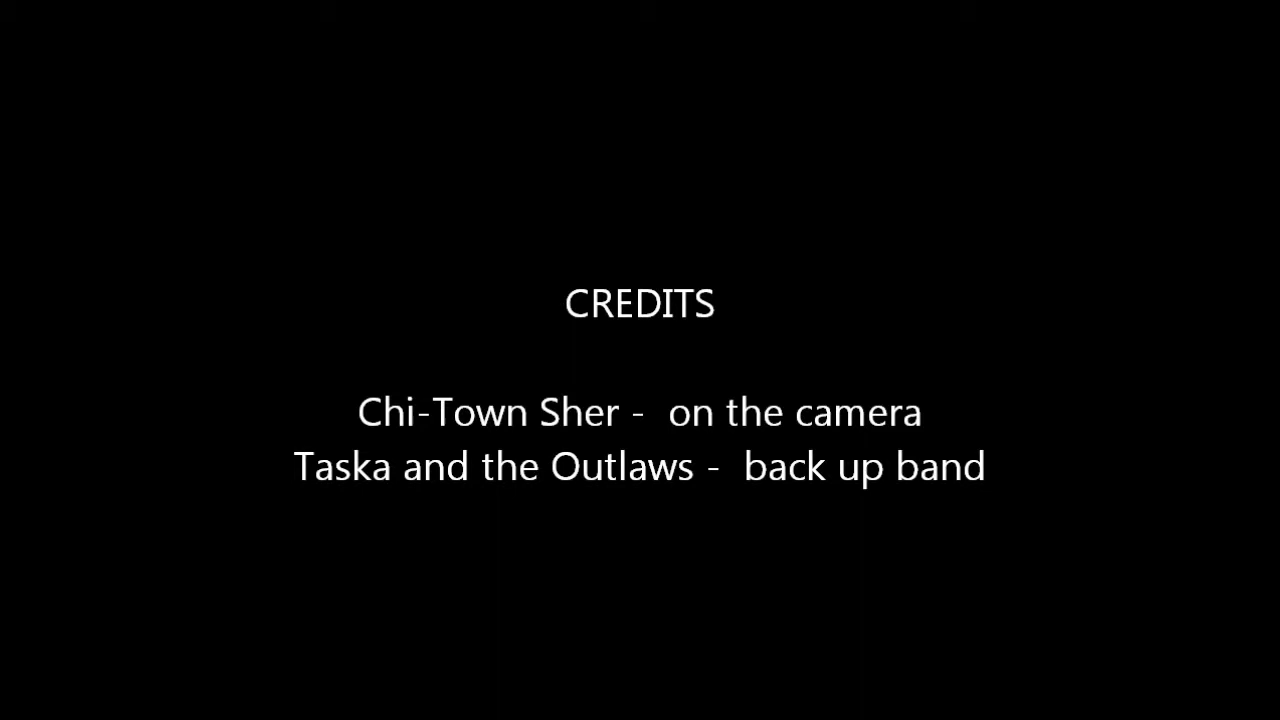 CREDITS
Chi-Town Sher -  on the camera
Taska and the Outlaws -  back up band